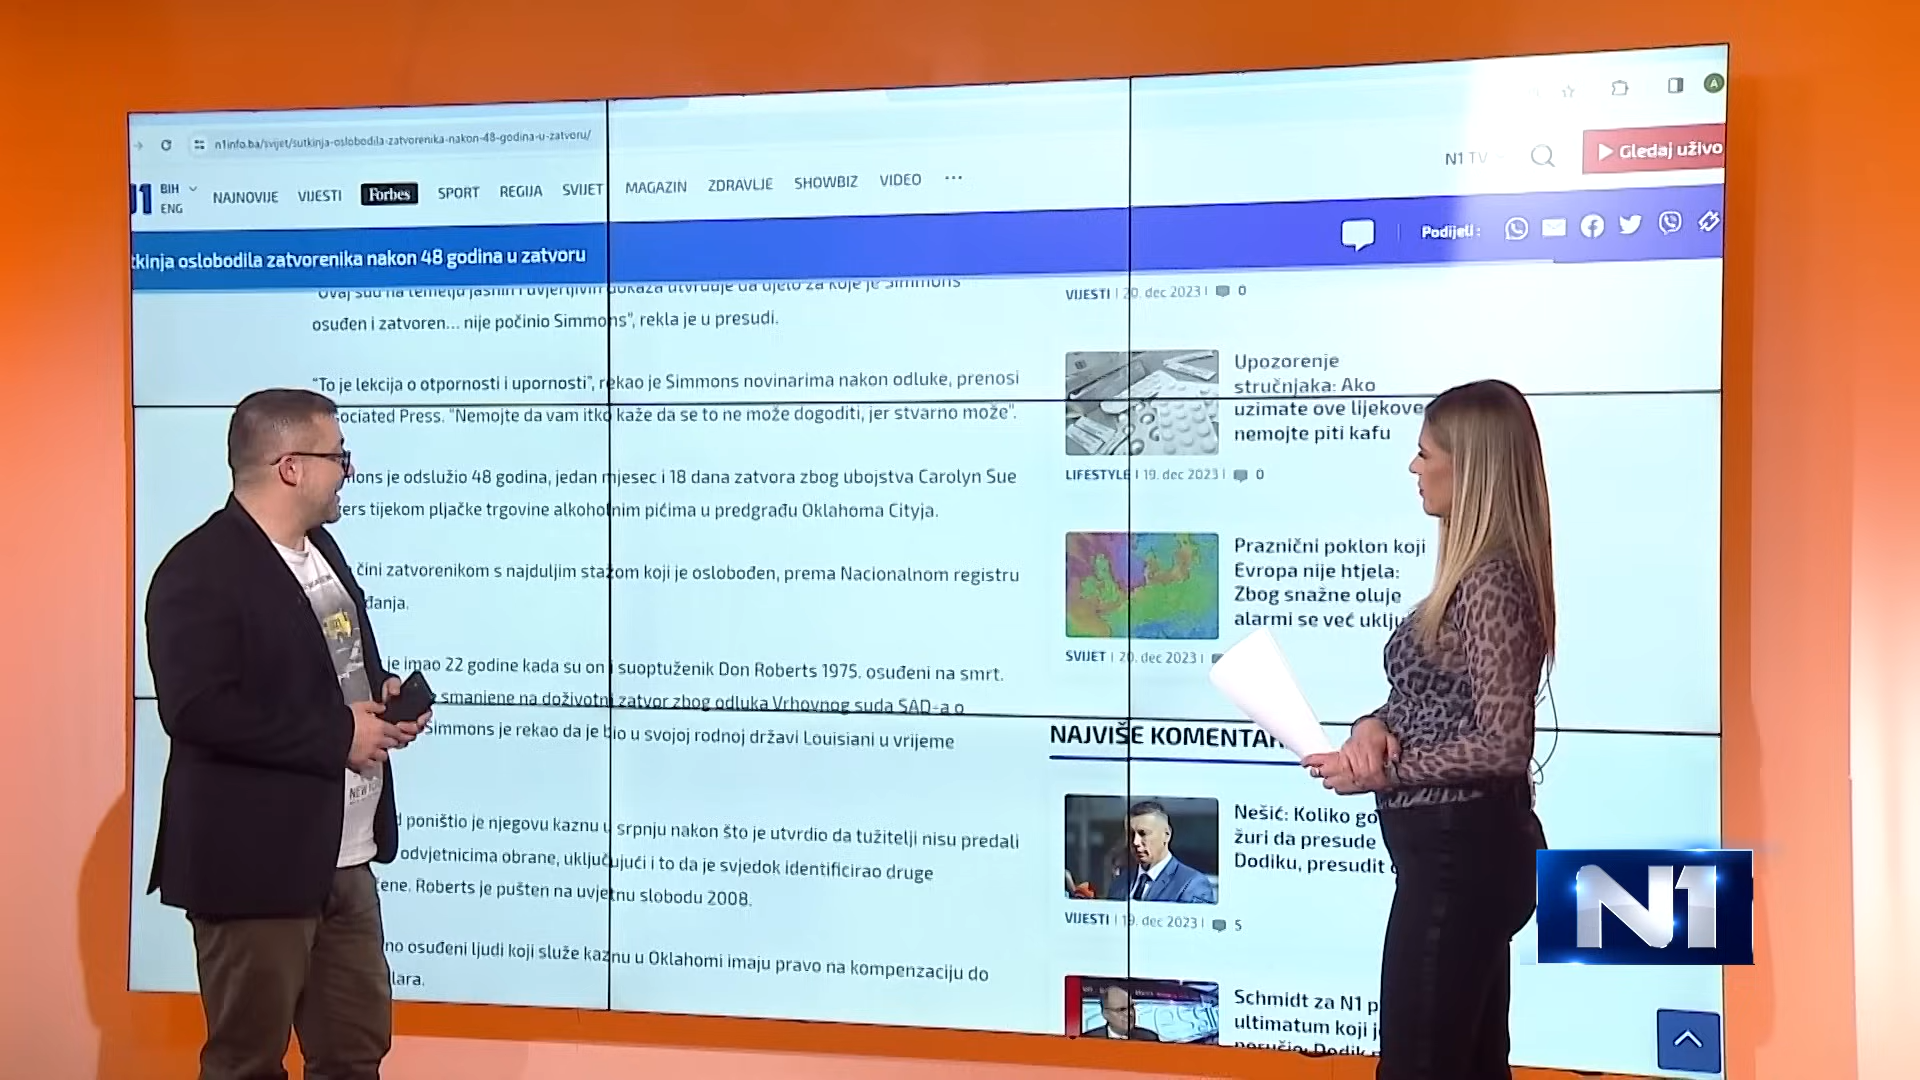 n1info.ba/svijet/sutkinja-oslobodila-zatvorenika-nakon-48-godina-u-zatvoru/
A
N1 TV
Gledaj uživo
BIH
ENG
NAJNOVIJE VIJESTI Forbes SPORT REGIJA SVIJET MAGAZIN ZDRAVLJE SHOWBIZ VIDEO ...
oslobodila zatvorenika nakon 48 godina u zatvoru
Podijeli:
osuđen i zatvoren... nije počinio Simmons”, rekla je u presudi.
“To je lekcija o otpornosti i upornosti”, rekao je Simmons novinarima nakon odluke, prenosi
Press. “Nemojte da vam itko kaže da se to ne može dogoditi, jer stvarno može”.
je odslužio 48 godina, jedan mjesec i 18 dana zatvora zbog ubojstva Carolyn Sue
tijekom pljačke trgovine alkoholnim pićima u predgrađu Oklahoma Cityja.
čini zatvorenikom s najduljim stažom koji je oslobođen, prema Nacionalnom registru
je imao 22 godine kada su on i suoptuženik Don Roberts 1975. osuđeni na smrt.
smanjene na doživotni zatvor zbog odluka Vrhovnog suda SAD-a o
Simmons je rekao da je bio u svojoj rodnoj državi Louisiani u vrijeme
poništio je njegovu kaznu u srpnju nakon što je utvrdio da tužitelji nisu predali
odvjetnicima obrane, uključujući i to da je svjedok identificirao druge
Roberts je pušten na uvjetnu slobodu 2008.
osuđeni ljudi koji služe kaznu u Oklahomi imaju pravo na kompenzaciju do
VIJESTI | 20. dec 2023 | 0
Upozorenje
stručnjaka: Ako
uzimate ove lijekove
nemojte piti kafu
LIFESTYLE | 19. dec 2023 | 0
Praznični poklon koji
Evropa nije htjela:
Zbog snažne oluje
alarmi se već
SVIJET | 20. dec 2023 |
NAJVIŠE
Nešić: Koliko
žuri da presude
Dodiku, presudit
VIJESTI | 19. dec 2023 | 5
Schmidt za N1
ultimatum koji
Dodik
NEW
N1